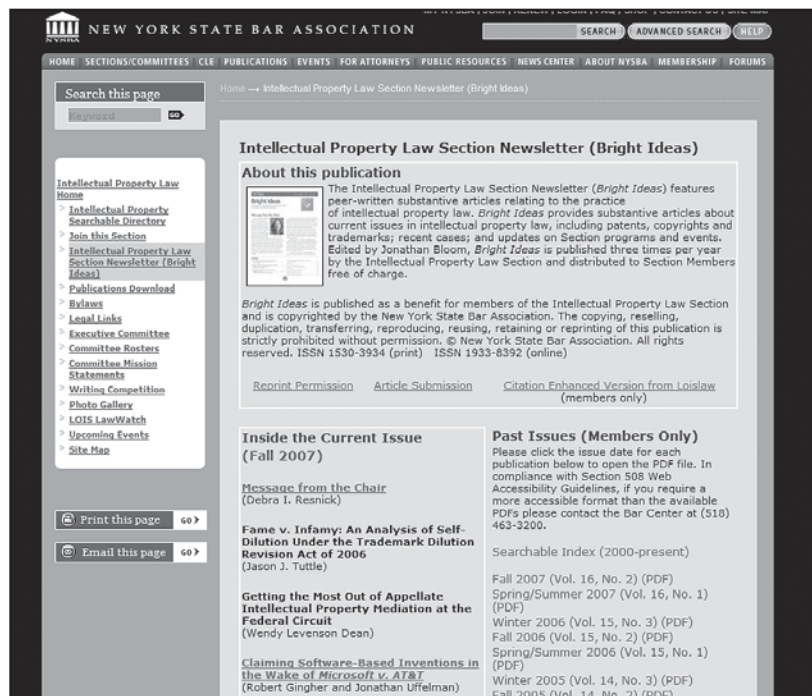 NYSBA
NEW YORK STATE BAR ASSOCIATION
SEARCH
ADVANCED SEARCH
HELP
HOME | SECTIONS/COMMITTEES | CLE | PUBLICATIONS | EVENTS | FOR ATTORNEYS | PUBLIC RESOURCES | NEWS CENTER | ABOUT NYSBA | MEMBERSHIP | FORUMS
Search this page
Keyword
GO
Home → Intellectual Property Law Section Newsletter (Bright Ideas)
Intellectual Property Law
Home
> Intellectual Property
Searchable Directory
> Join this Section
> Intellectual Property Law
Section Newsletter (Bright
Ideas)
> Publications Download
> Bylaws
> Legal Links
> Executive Committee
> Committee Rosters
> Committee Mission
Statements
> Writing Competition
> Photo Gallery
> LOIS LawWatch
> Upcoming Events
> Site Map
Print this page
GO
Email this page
GO
Intellectual Property Law Section Newsletter (Bright Ideas)
About this publication
Bright Ideas
The Intellectual Property Law Section Newsletter (Bright Ideas) features
peer-written substantive articles relating to the practice
of intellectual property law. Bright Ideas provides substantive articles about
current issues in intellectual property law, including patents, copyrights and
trademarks; recent cases; and updates on Section programs and events.
Edited by Jonathan Bloom, Bright Ideas is published three times per year
by the Intellectual Property Law Section and distributed to Section Members
free of charge.
Bright Ideas is published as a benefit for members of the Intellectual Property Law Section
and is copyrighted by the New York State Bar Association. The copying, reselling,
duplication, transferring, reproducing, reusing, retaining or reprinting of this publication is
strictly prohibited without permission. © New York State Bar Association. All rights
reserved. ISSN 1530-3934 (print) ISSN 1933-8392 (online)
Reprint Permission
Article Submission
Citation Enhanced Version from Loislaw
(members only)
Inside the Current Issue
(Fall 2007)
Message from the Chair
(Debra I. Resnick)
Fame v. Infamy: An Analysis of Self-
Dilution Under the Trademark Dilution
Revision Act of 2006
(Jason J. Tuttle)
Getting the Most Out of Appellate
Intellectual Property Mediation at the
Federal Circuit
(Wendy Levenson Dean)
Claiming Software-Based Inventions in
the Wake of Microsoft v. AT&T
(Robert Gingher and Jonathan Uffelman)
Past Issues (Members Only)
Please click the issue date for each
publication below to open the PDF file. In
compliance with Section 508 Web
Accessibility Guidelines, if you require a
more accessible format than the available
PDFs please contact the Bar Center at (518)
463-3200.
Searchable Index (2000-present)
Fall 2007 (Vol. 16, No. 2) (PDF)
Spring/Summer 2007 (Vol. 16, No. 1)
(PDF)
Winter 2006 (Vol. 15, No. 3) (PDF)
Fall 2006 (Vol. 15, No. 2) (PDF)
Spring/Summer 2006 (Vol. 15, No. 1)
(PDF)
Winter 2005 (Vol. 14, No. 3) (PDF)
Fall 2005 (Vol. 14, No. 2) (PDF)